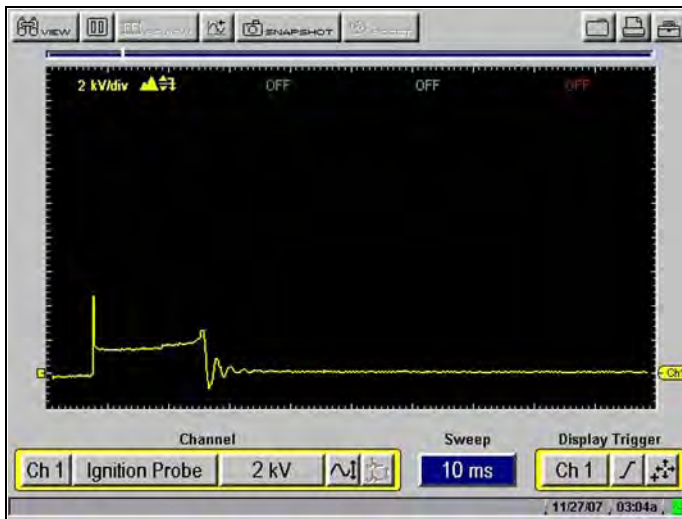 VIEW SNAPSHOT
2 kV/div OFF OFF OFF
Ch1
Channel Sweep Display Trigger
Ch 1 Ignition Probe 2 kV 10 ms Ch 1
, 11/27/07 , 03:04a ,